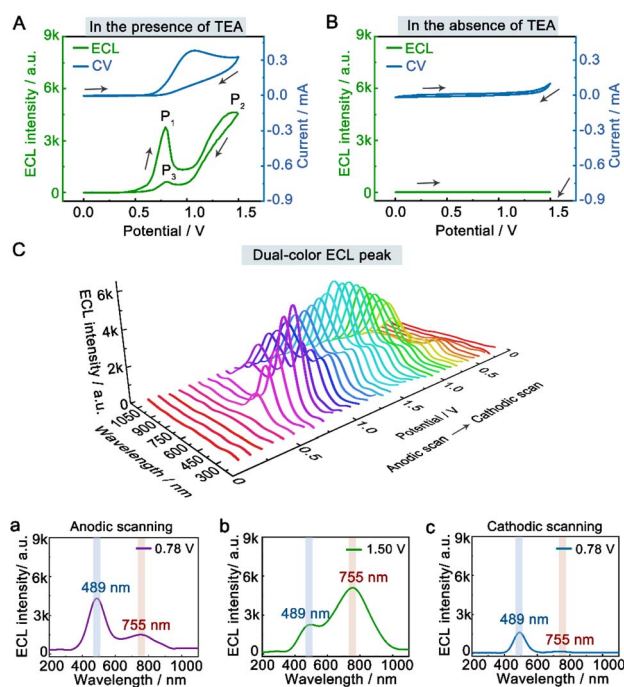 A
In the presence of TEA
9k
6k
3k
0
ECL intensity / a.u.
ECL
CV
P1
P2
P3
0.3
0.0
-0.3
-0.6
-0.9
Current / mA
0.0 0.5 1.0 1.5
Potential / V
B
In the absence of TEA
9k
6k
3k
0
ECL intensity / a.u.
ECL
CV
0.3
0.0
-0.3
-0.6
-0.9
Current / mA
0.0 0.5 1.0 1.5
Potential / V
C
Dual-color ECL peak
6k
4k
2k
0
ECL intensity / a.u.
1050
900
750
600
450
300
Wavelength / nm
0 0.5 1.0 1.5 1.0 0.5 0
Potential / V
Anodic scan → Cathodic scan
a
Anodic scanning
9k
6k
3k
0
ECL intensity/ a.u.
0.78 V
489 nm
755 nm
200 400 600 800 1000
Wavelength / nm
b
9k
6k
3k
0
ECL intensity/ a.u.
1.50 V
489 nm
755 nm
200 400 600 800 1000
Wavelength / nm
c
Cathodic scanning
9k
6k
3k
0
ECL intensity / a.u.
0.78 V
489 nm
755 nm
200 400 600 800 1000
Wavelength / nm